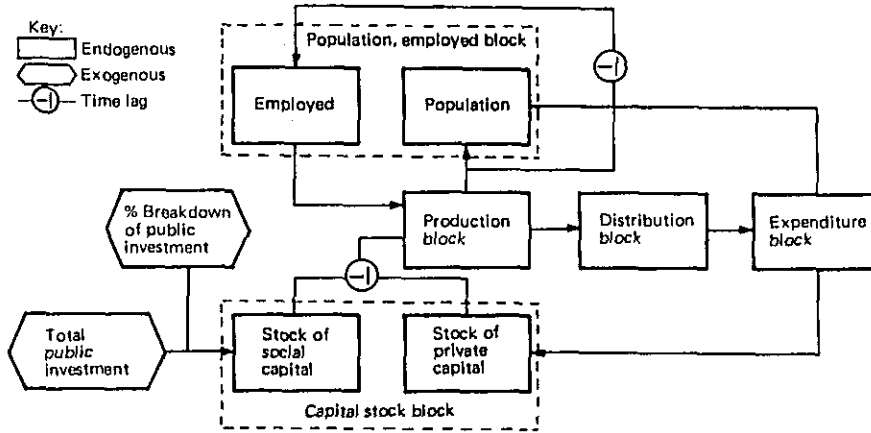 Key:
Endogenous
Exogenous
Time lag
Population, employed block
Employed
Population
% Breakdown
of public
investment
Production
block
Distribution
block
Expenditure
block
Total
public
investment
Stock of
social
capital
Stock of
private
capital
Capital stock block